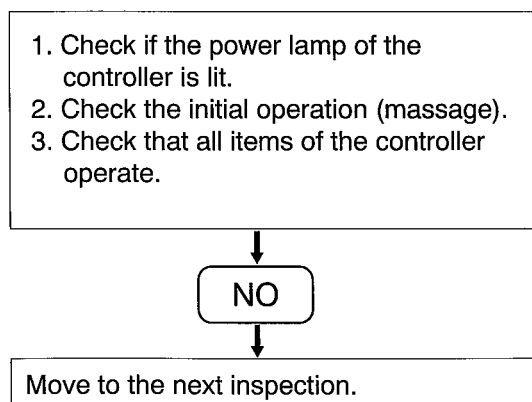 1. Check if the power lamp of the
controller is lit.
2. Check the initial operation (massage).
3. Check that all items of the controller
operate.
NO
Move to the next inspection.